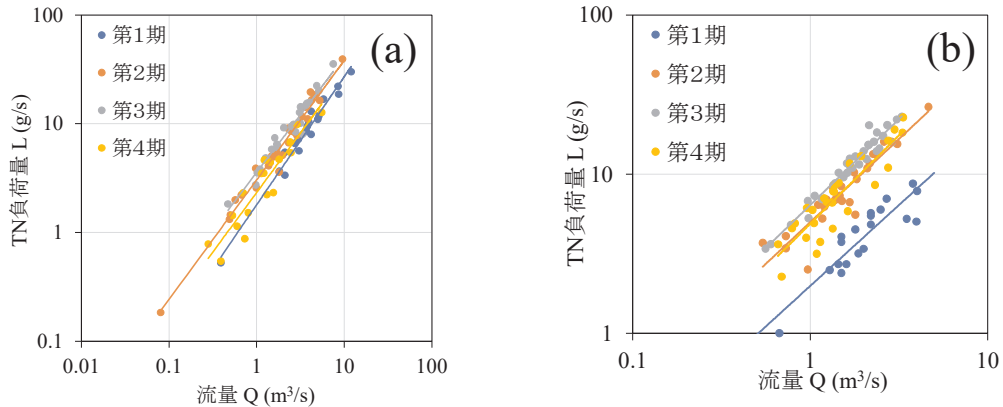 (a)
第1期
第2期
第3期
第4期
TN負荷量 L (g/s)
100
10
1
0.1
0.01
0.1
1
10
100
流量 Q (m³/s)
(b)
第1期
第2期
第3期
第4期
TN負荷量 L (g/s)
100
10
1
0.1
1
10
流量 Q (m³/s)